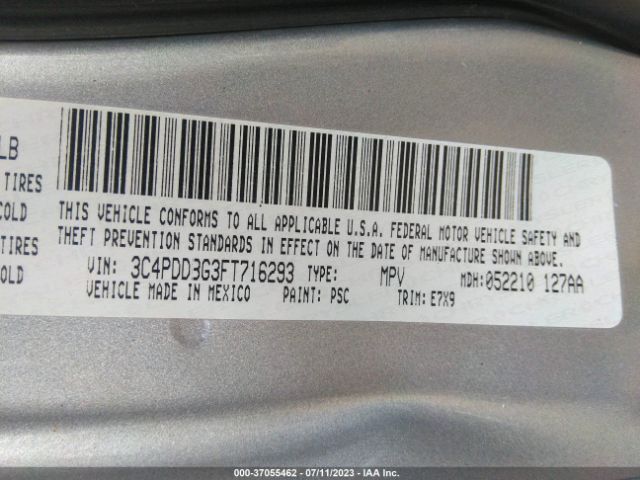 LB
TIRES
COLD
TIRES
COLD
THIS VEHICLE CONFORMS TO ALL APPLICABLE U.S.A. FEDERAL MOTOR VEHICLE SAFETY AND
THEFT PREVENTION STANDARDS IN EFFECT ON THE DATE OF MANUFACTURE SHOWN ABOVE.
VIN: 3C4PDD3G3FT716293 TYPE: MPV MDH: 052210 127AA
VEHICLE MADE IN MEXICO PAINT: PSC TRIM: E7X9
000-37055462 - 07/11/2023 - IAA Inc.